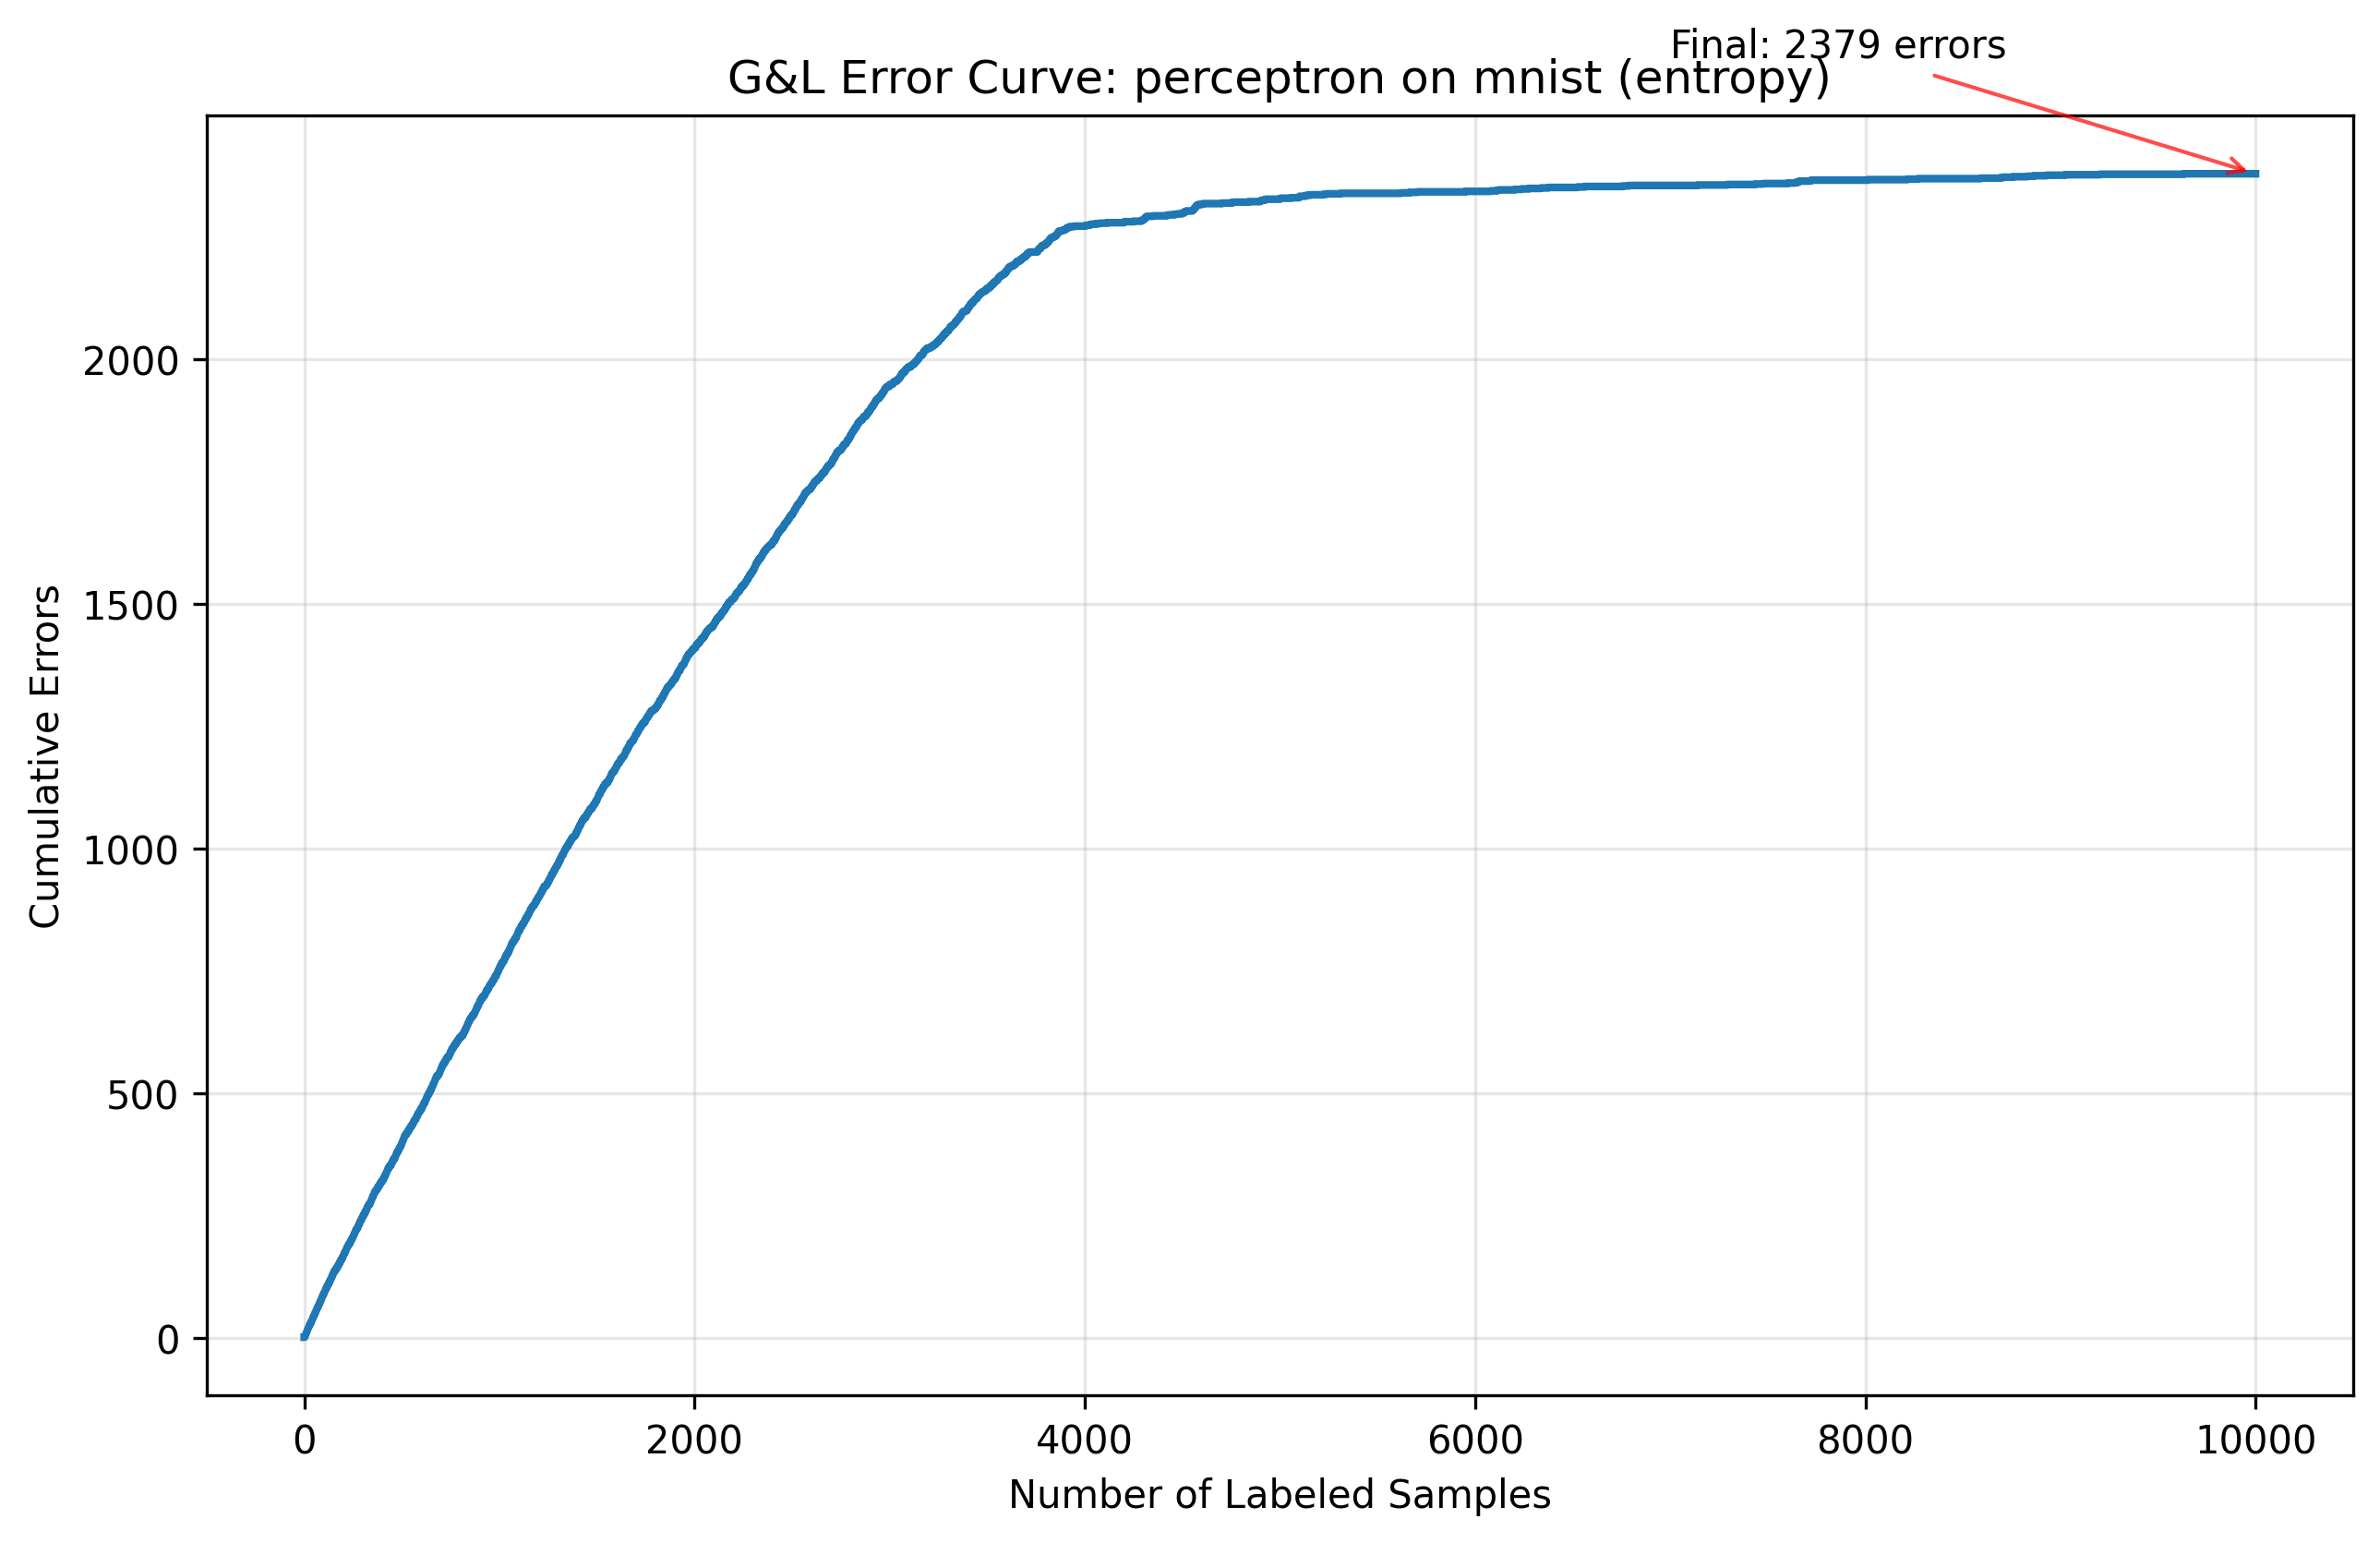 Final: 2379 errors
G&L Error Curve: perceptron on mnist (entropy)
Cumulative Errors
2000
1500
1000
500
0
0 2000 4000 6000 8000 10000
Number of Labeled Samples